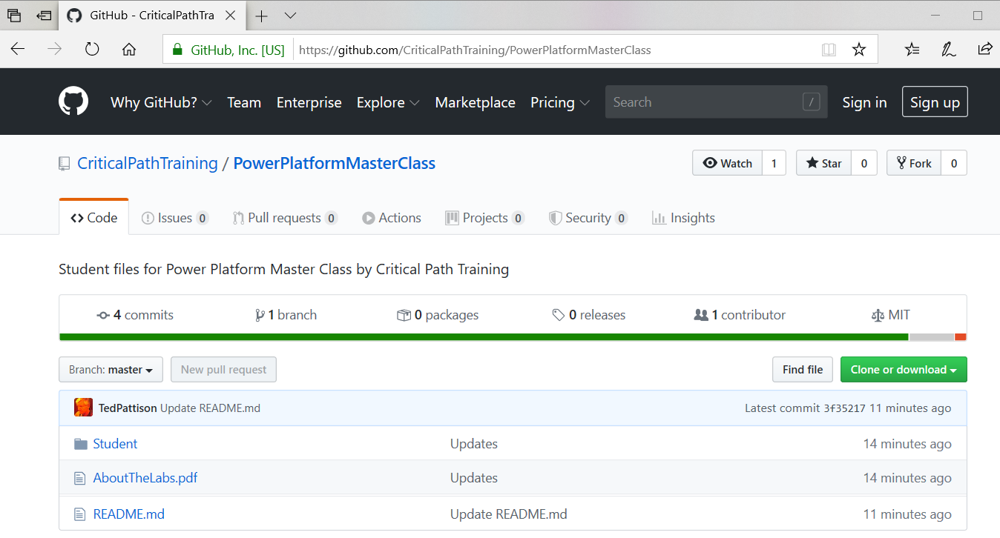 GitHub - CriticalPathTra
GitHub, Inc. [US] https://github.com/CriticalPathTraining/PowerPlatformMasterClass
Why GitHub? Team Enterprise Explore Marketplace Pricing Search / Sign in Sign up
CriticalPathTraining / PowerPlatformMasterClass Watch 1 Star 0 Fork 0
Code Issues 0 Pull requests 0 Actions Projects 0 Security 0 Insights
Student files for Power Platform Master Class by Critical Path Training
4 commits 1 branch 0 packages 0 releases 1 contributor MIT
Branch: master New pull request Find file Clone or download
TedPattison Update README.md Latest commit 3f35217 11 minutes ago
Student Updates 14 minutes ago
AboutTheLabs.pdf Updates 14 minutes ago
README.md Update README.md 11 minutes ago